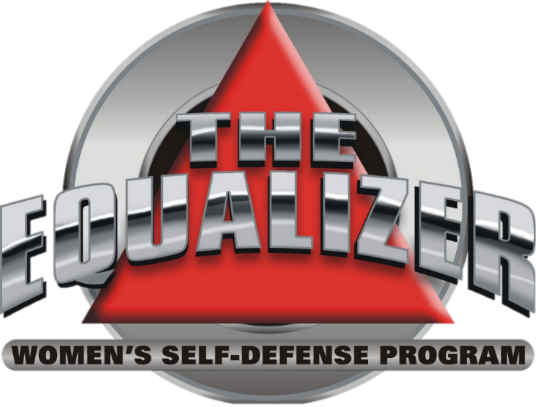 THE
EQUALIZER
WOMEN'S SELF-DEFENSE PROGRAM